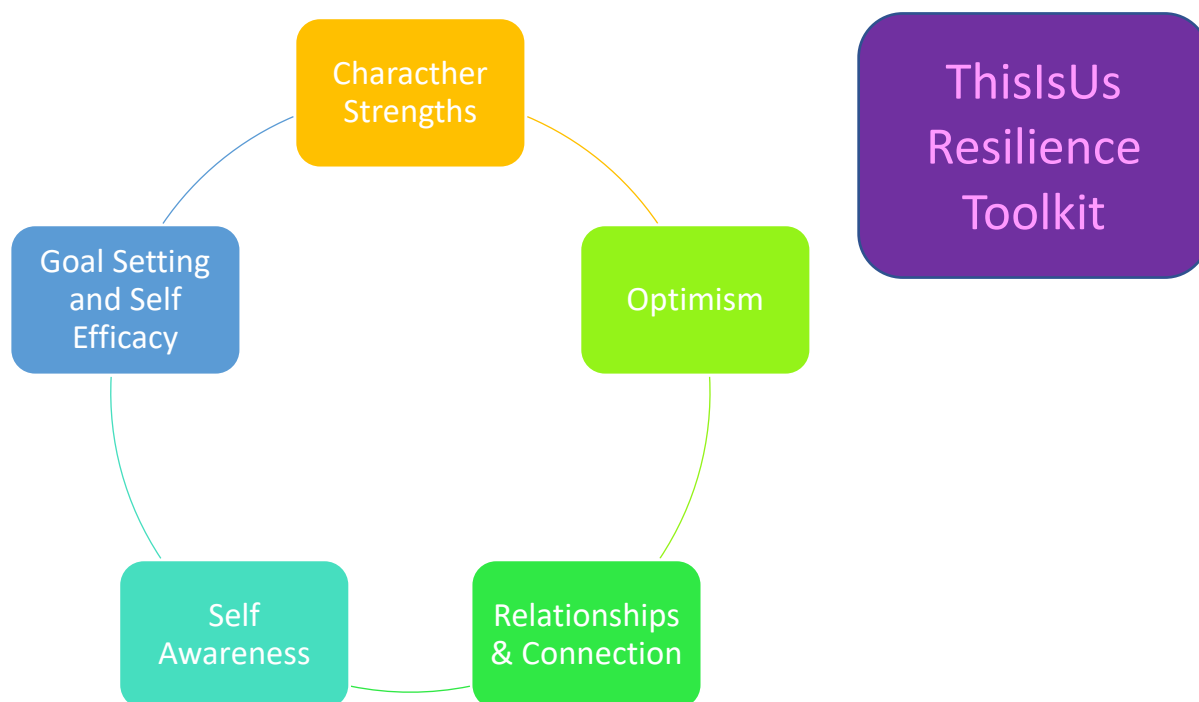 Characther
Strengths
ThisIsUs
Resilience
Toolkit
Goal Setting
and Self
Efficacy
Optimism
Self
Awareness
Relationships
& Connection